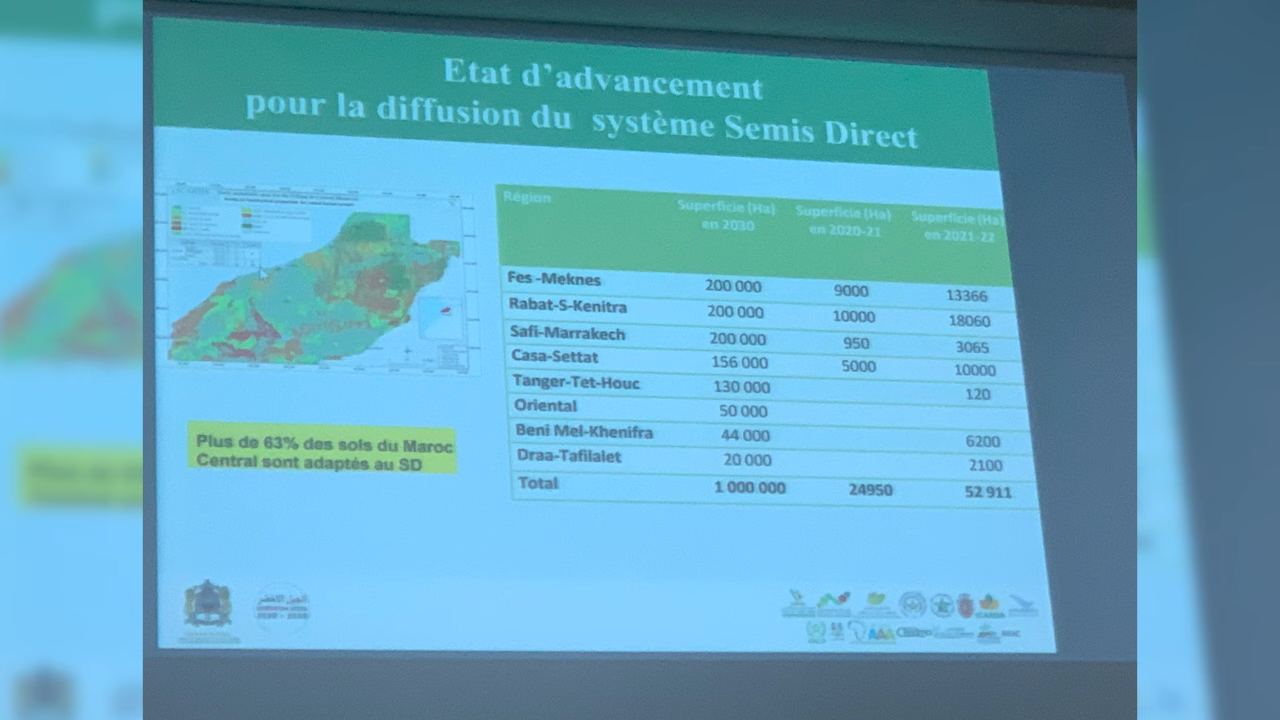 Etat d’advancement
pour la diffusion du système Semis Direct
Région Superficie (Ha) en 2030 Superficie (Ha) en 2020-21 Superficie (Ha) en 2021-22
Fes -Meknes 200 000 9000 13366
Rabat-S-Kenitra 200 000 10000 18060
Safi-Marrakech 200 000 950 3065
Casa-Settat 156 000 5000 10000
Tanger-Tet-Houc 130 000 120
Oriental 50 000
Beni Mel-Khenifra 44 000 6200
Draa-Tafilalet 20 000 2100
Total 1 000 000 24950 52 911
Plus de 63% des sols du Maroc
Central sont adaptés au SD
الجيل الأخضر